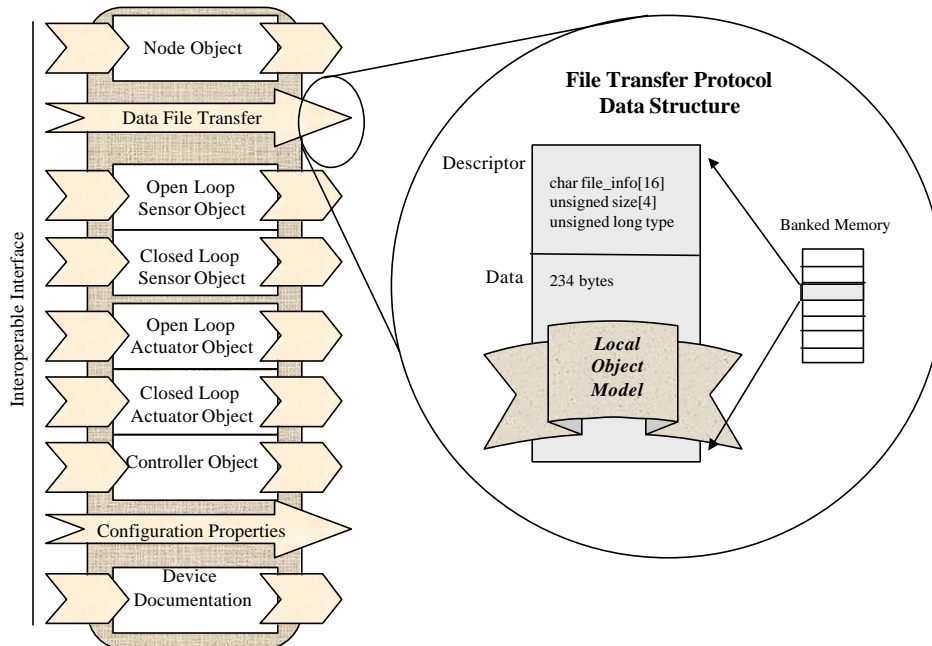 Interoperable Interface
Node Object
Data File Transfer
Open Loop
Sensor Object
Closed Loop
Sensor Object
Open Loop
Actuator Object
Closed Loop
Actuator Object
Controller Object
Configuration Properties
Device
Documentation
File Transfer Protocol
Data Structure
Descriptor
char file_info[16]
unsigned size[4]
unsigned long type
Data
234 bytes
Local
Object
Model
Banked Memory